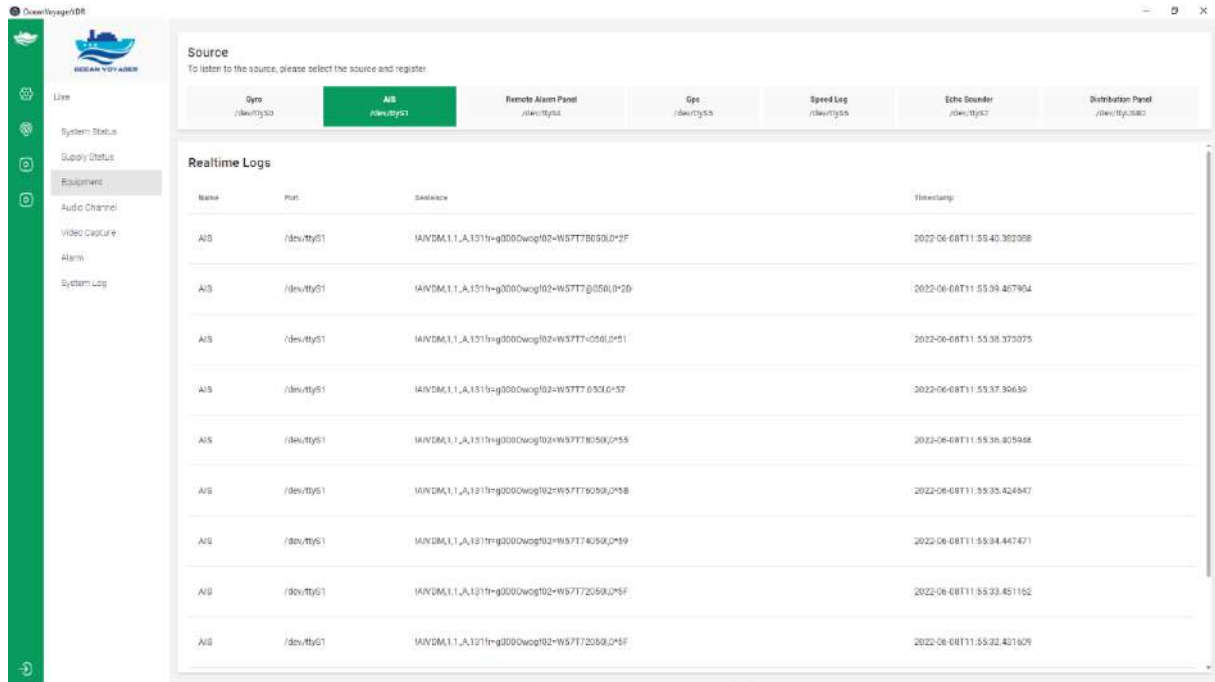 OceanVoyagerVDR
OCEAN VOYAGER
Live
System Status
Supply Status
Equipment
Audio Channel
Video Capture
Alarm
System Log
Source
To listen to the source, please select the source and register
Gyro
/dev/ttyS0
AIS
/dev/ttyS1
Remote Alarm Panel
/dev/ttyS4
Gps
/dev/ttyS5
Speed Log
/dev/ttyS6
Echo Sounder
/dev/ttyS7
Distribution Panel
Realtime Logs
Name Port Sentence Timestamp
AIS /dev/ttyS1 2022-06-08T11:55:40.382088
AIS /dev/ttyS1 2022-06-08T11:55:39.467984
AIS /dev/ttyS1 2022-06-08T11:55:38.373075
AIS /dev/ttyS1 2022-06-08T11:55:37.39639
AIS /dev/ttyS1 2022-06-08T11:55:36.405948
AIS /dev/ttyS1 2022-06-08T11:55:35.424647
AIS /dev/ttyS1 2022-06-08T11:55:34.447471
AIS /dev/ttyS1 2022-06-08T11:55:33.451162
AIS /dev/ttyS1 2022-06-08T11:55:32.431609